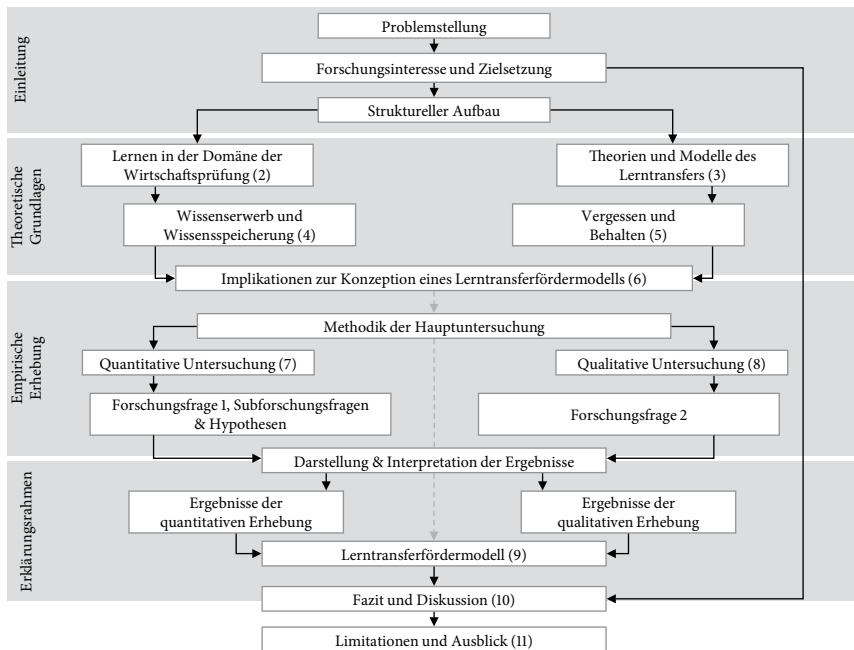 Einleitung
Problemstellung
Forschungsinteresse und Zielsetzung
Struktureller Aufbau
Theoretische
Grundlagen
Lernen in der Domäne der
Wirtschaftsprüfung (2)
Theorien und Modelle des
Lerntransfers (3)
Wissenserwerb und
Wissensspeicherung (4)
Vergessen und
Behalten (5)
Implikationen zur Konzeption eines Lerntransferfördermodells (6)
Empirische
Erhebung
Methodik der Hauptuntersuchung
Quantitative Untersuchung (7)
Qualitative Untersuchung (8)
Forschungsfrage 1, Subforschungsfragen
& Hypothesen
Forschungsfrage 2
Darstellung & Interpretation der Ergebnisse
Erklärungsrahmen
Ergebnisse der
quantitativen Erhebung
Ergebnisse der
qualitativen Erhebung
Lerntransferfördermodell (9)
Fazit und Diskussion (10)
Limitationen und Ausblick (11)